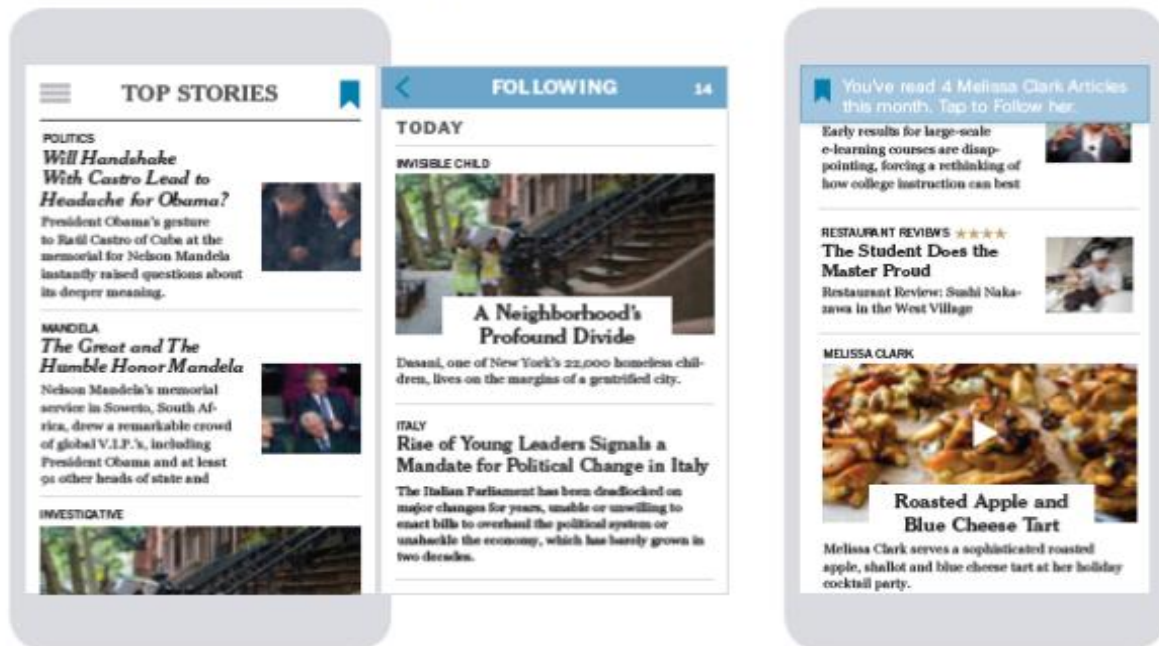 TOP STORIES
POLITICS
Will Handshake
With Castro Lead to
Headache for Obama?
President Obama's gesture
to Raúl Castro of Cuba at the
memorial for Nelson Mandela
instantly raised questions about
its deeper meaning.
MANDELA
The Great and The
Humble Honor Mandela
Nelson Mandela's memorial
service in Soweto, South Af-
rica, drew a remarkable crowd
of global V.I.P.'s, including
President Obama and at least
91 other heads of state and
INVESTIGATIVE
FOLLOWING 14
TODAY
INVISIBLE CHILD
A Neighborhood's
Profound Divide
Dasani, one of New York's 22,000 homeless chil-
dren, lives on the margins of a gentrified city.
ITALY
Rise of Young Leaders Signals a
Mandate for Political Change in Italy
The Italian Parliament has been deadlocked on
major changes for years, unable or unwilling to
enact bills to overhaul the political system or
unshackle the economy, which has barely grown in
two decades.
You've read 4 Melissa Clark Articles
this month. Tap to Follow her.
Early results for large-scale
e-learning courses are disap-
pointing, forcing a rethinking of
how college instruction can best
RESTAURANT REVIEWS ★★★★
The Student Does the
Master Proud
Restaurant Review: Sushi Naka-
zawa in the West Village
MELISSA CLARK
Roasted Apple and
Blue Cheese Tart
Melissa Clark serves a sophisticated roasted
apple, shallot and blue cheese tart at her holiday
cocktail party.